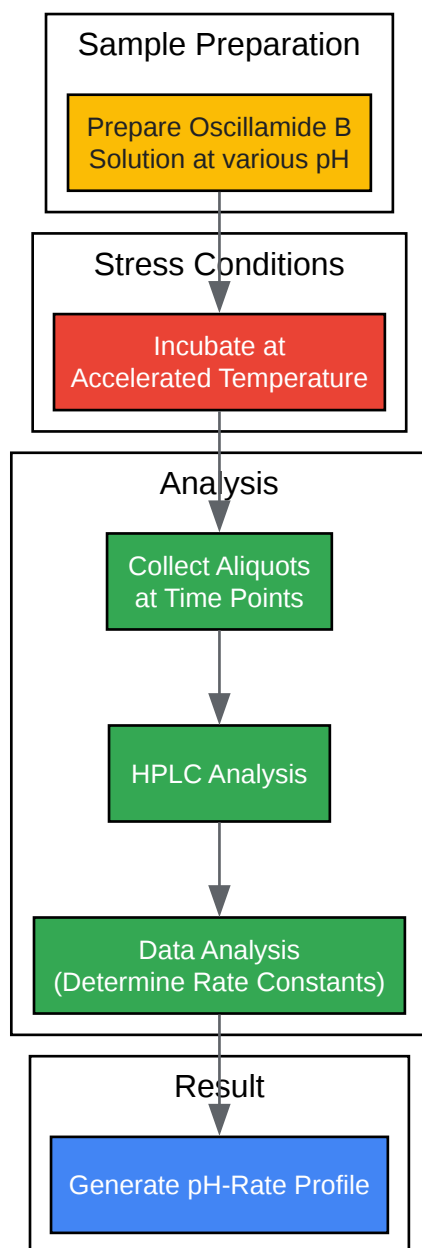 Sample Preparation
Prepare Oscillamide B
Solution at various pH
Stress Conditions
Incubate at
Accelerated Temperature
Analysis
Collect Aliquots
at Time Points
HPLC Analysis
Data Analysis
(Determine Rate Constants)
Result
Generate pH-Rate Profile